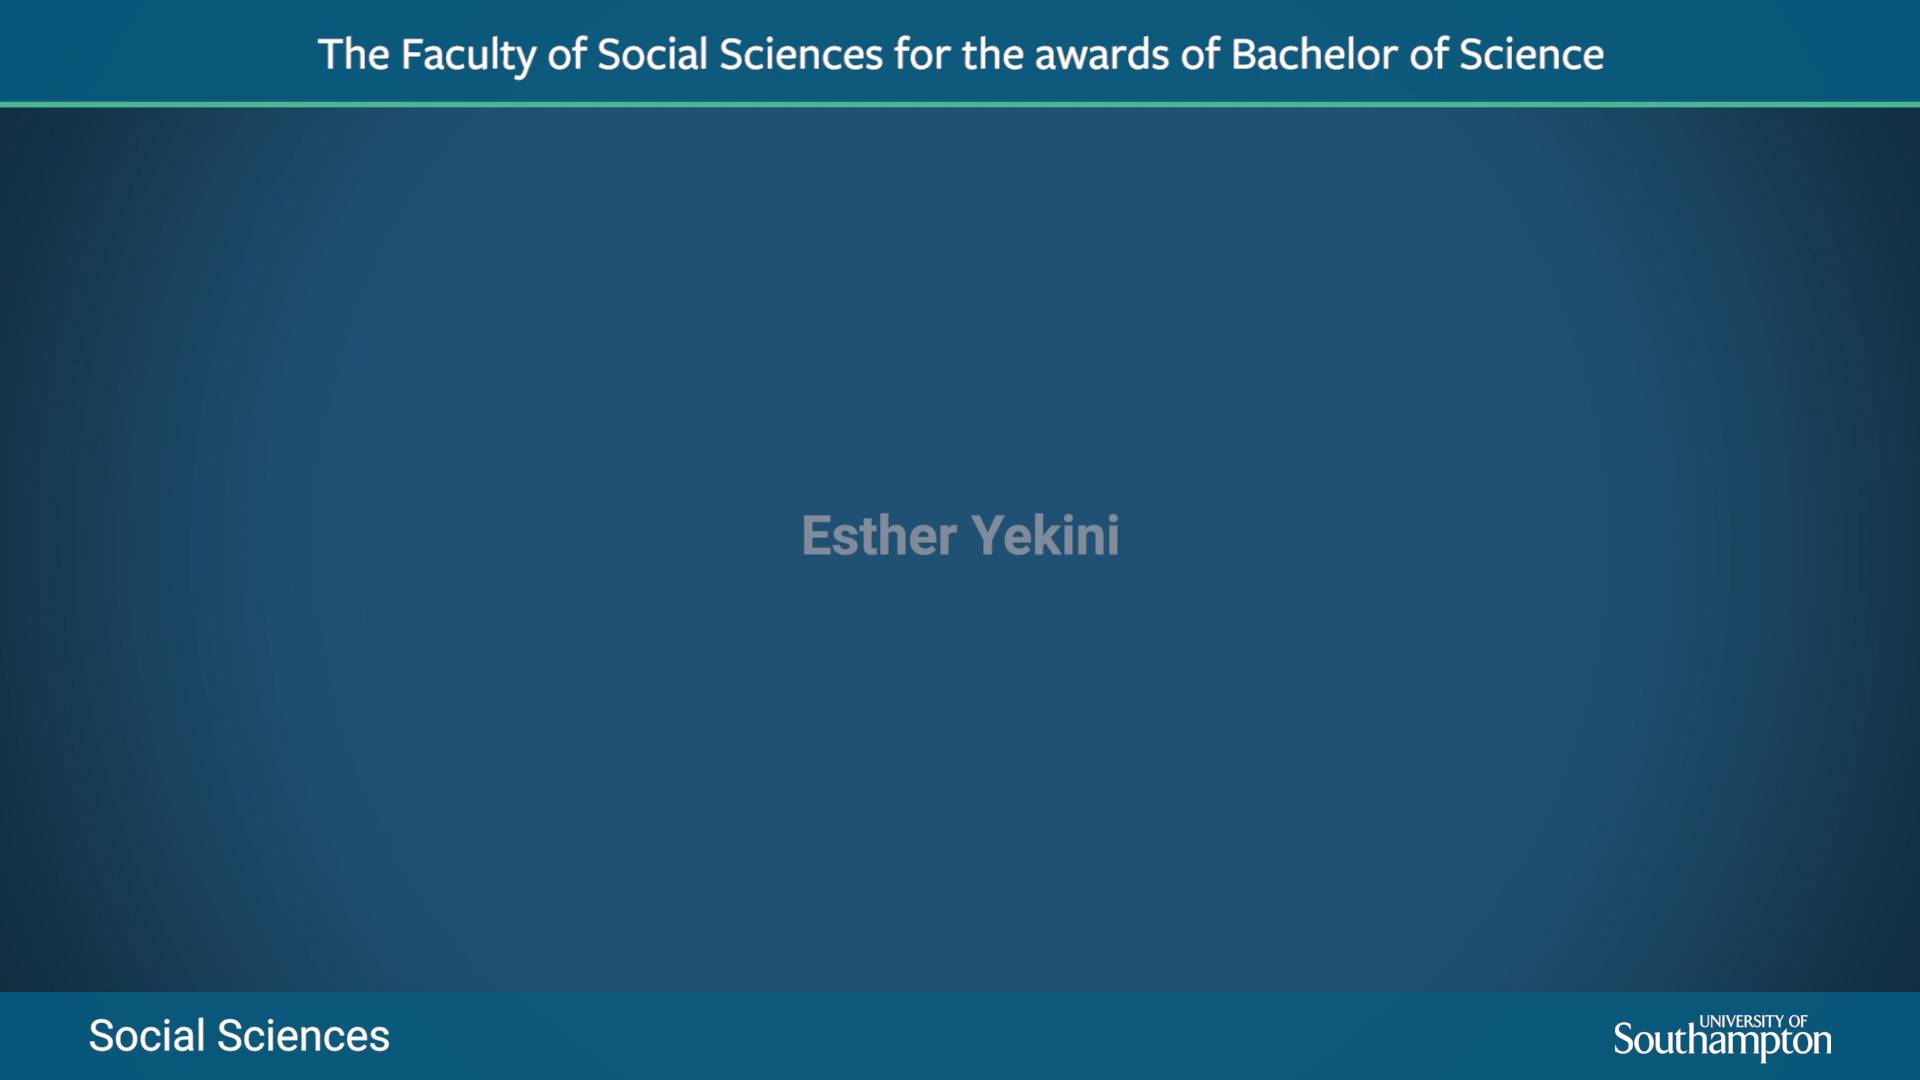 The Faculty of Social Sciences for the awards of Bachelor of Science
Esther Yekini
Social Sciences
UNIVERSITY OF
Southampton